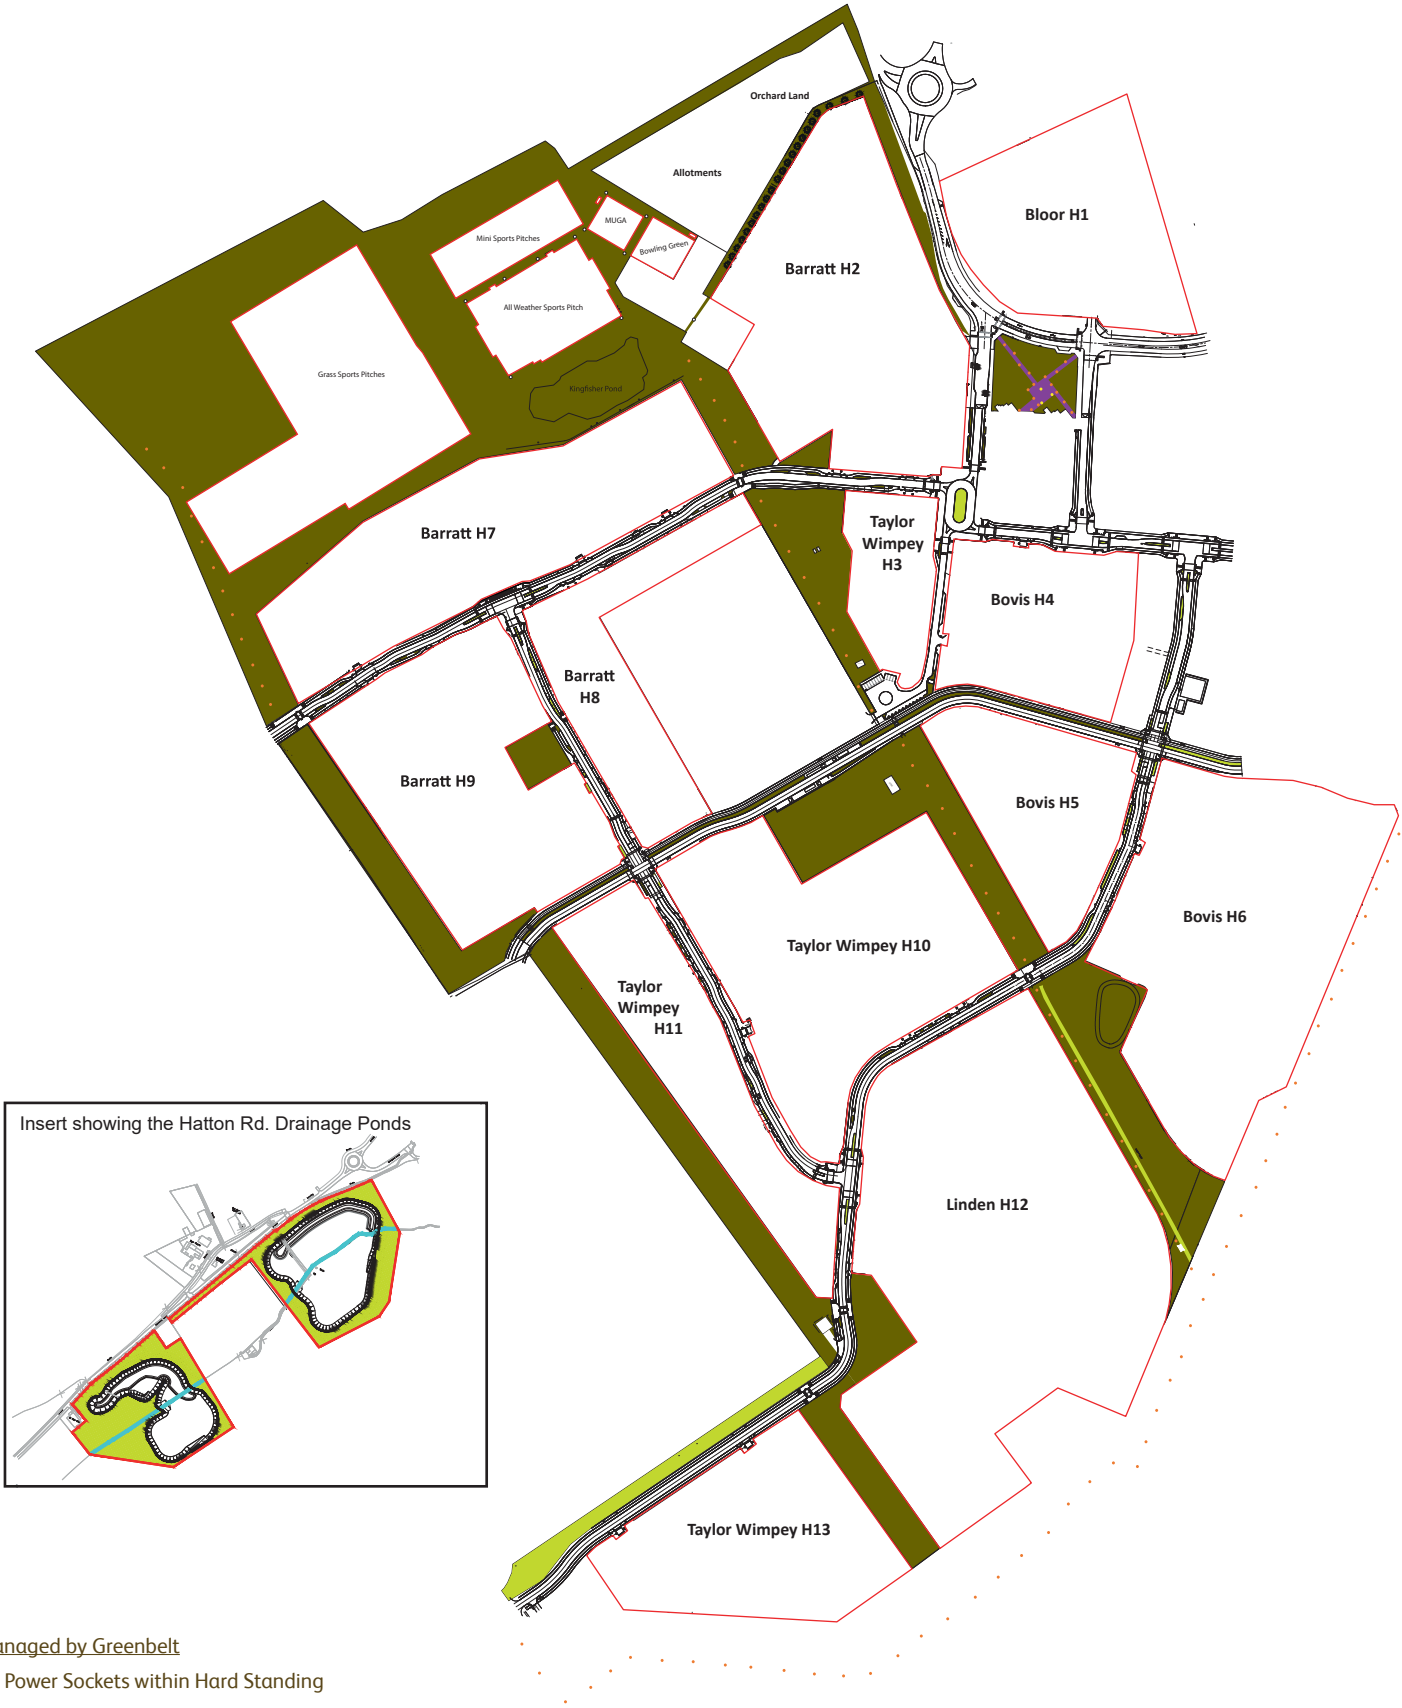 Orchard Land
Allotments
Bloor H1
MUGA
Mini Sports Pitches
Bowling Green
Barratt H2
All Weather Sports Pitch
Grass Sports Pitches
Kingfisher Pond
Barratt H7
Taylor
Wimpey
H3
Bovis H4
Barratt
H8
Barratt H9
Bovis H5
Bovis H6
Taylor Wimpey H10
Taylor
Wimpey
H11
Insert showing the Hatton Rd. Drainage Ponds
Linden H12
Taylor Wimpey H13
anaged by Greenbelt
Power Sockets within Hard Standing